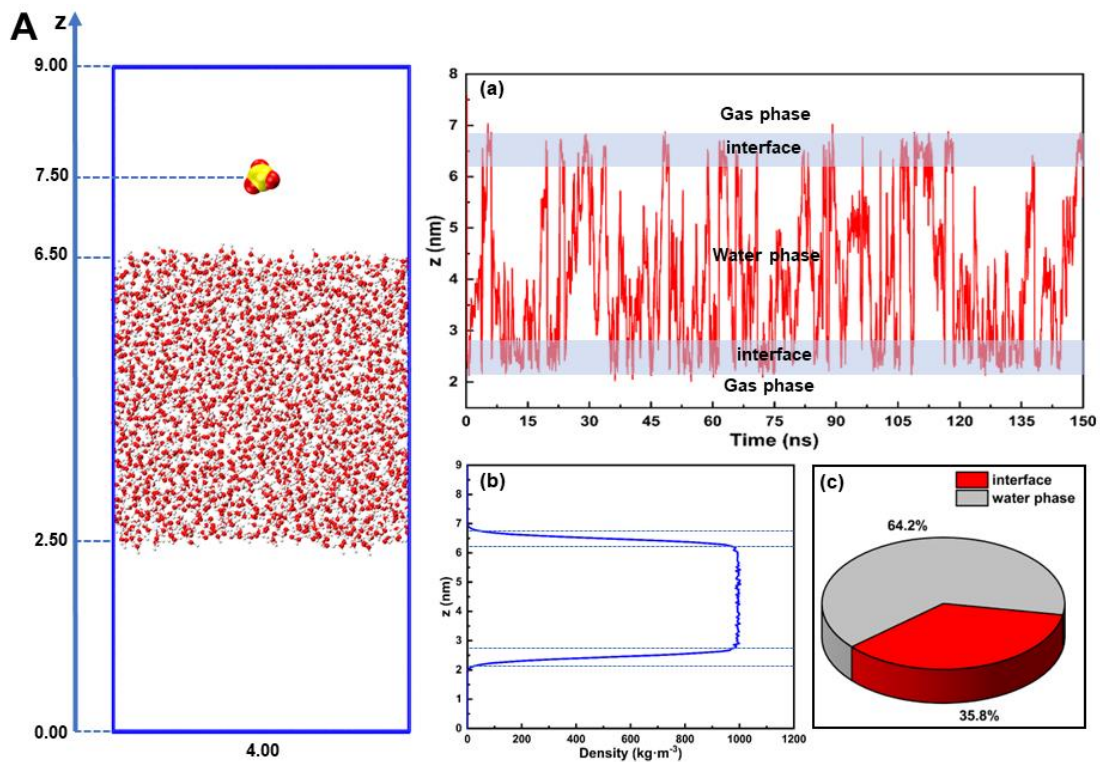 A
z
9.00
7.50
6.50
2.50
0.00
4.00
(a)
Gas phase
interface
Water phase
interface
Gas phase
8
7
6
5
4
3
2
z (nm)
0 15 30 45 60 75 90 105 120 135 150
Time (ns)
(b)
9
8
7
6
5
4
3
2
1
0
z (nm)
0 200 400 600 800 1000 1200
Density (kg·m⁻³)
(c)
interface
water phase
64.2%
35.8%